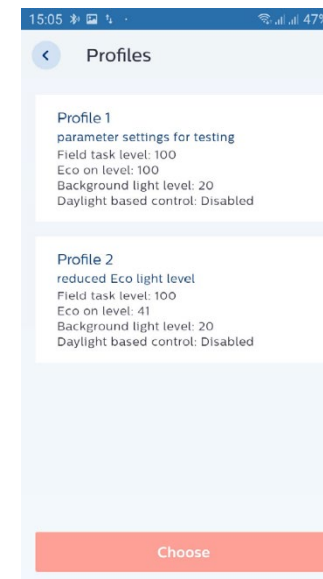 15:05
47%
Profiles
Profile 1
parameter settings for testing
Field task level: 100
Eco on level: 100
Background light level: 20
Daylight based control: Disabled
Profile 2
reduced Eco light level
Field task level: 100
Eco on level: 41
Background light level: 20
Daylight based control: Disabled
Choose